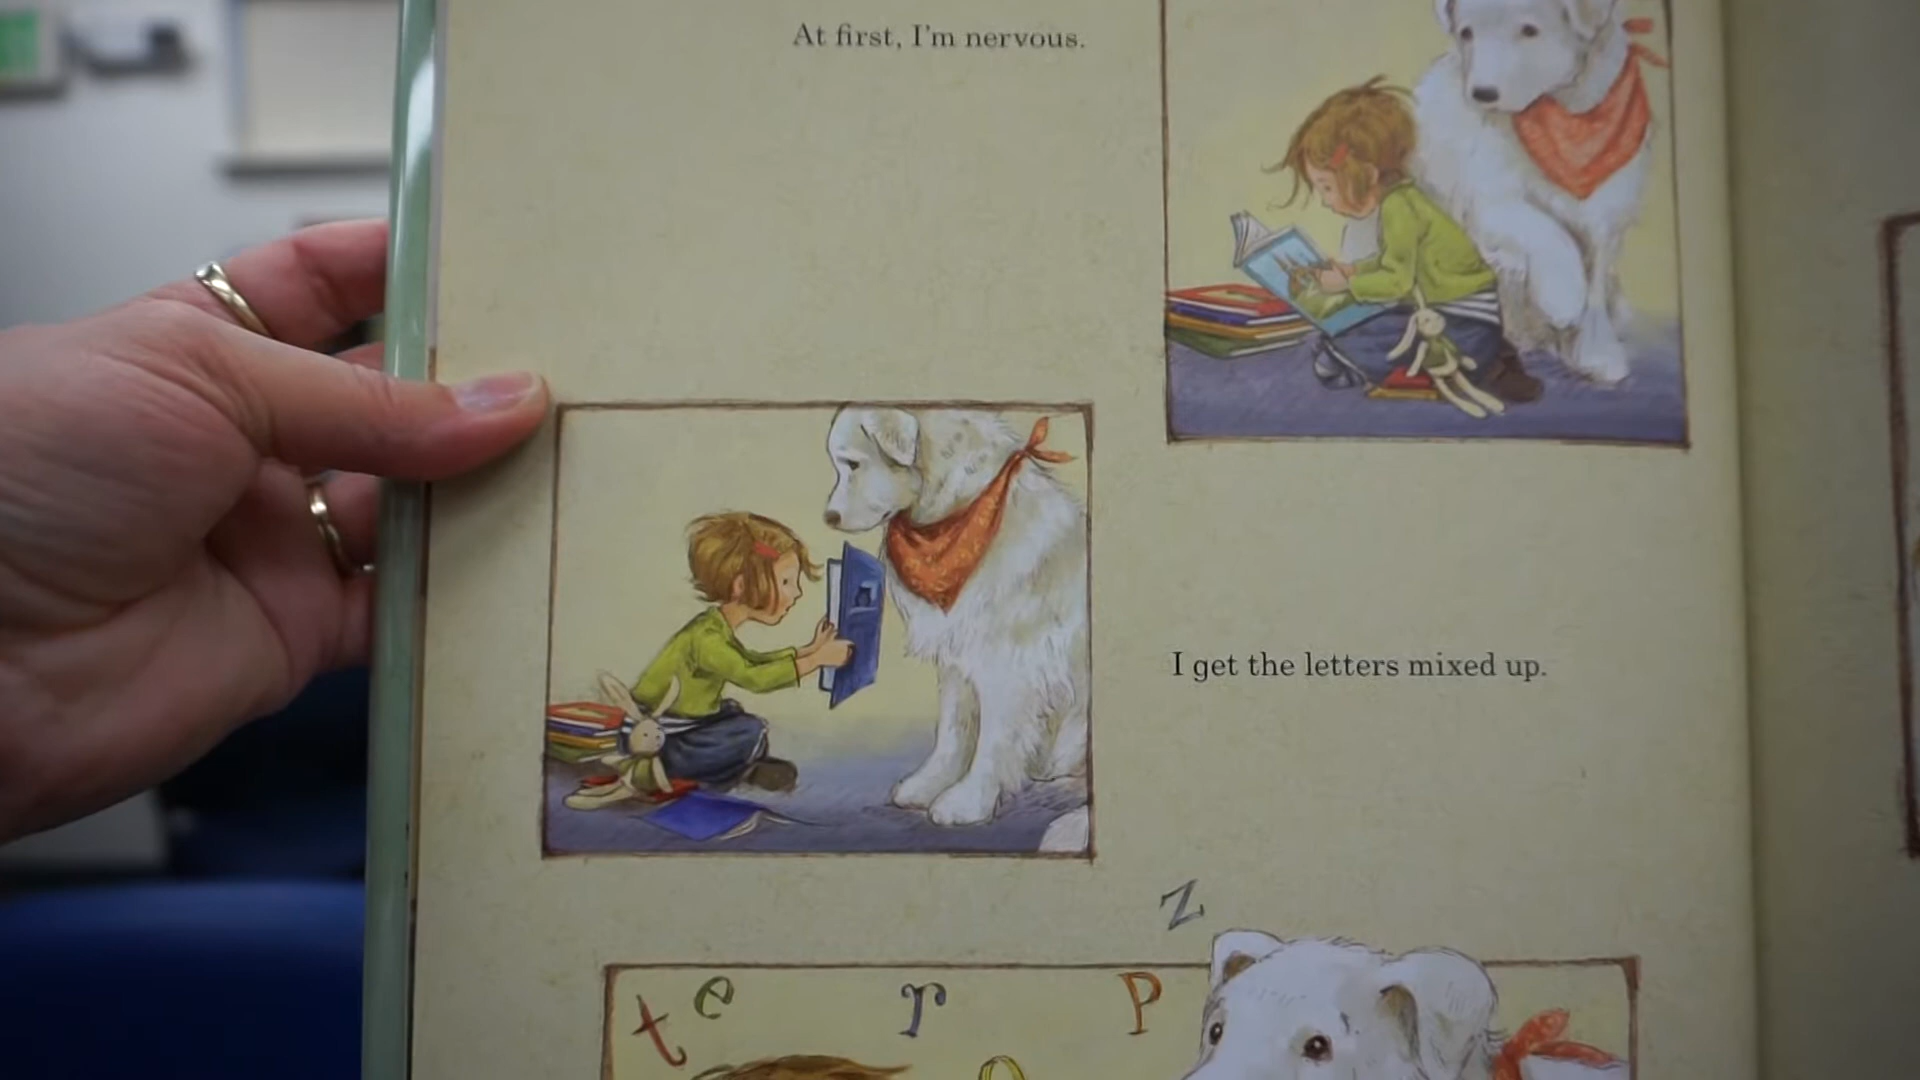 At first, I'm nervous.
I get the letters mixed up.
z
t e r P